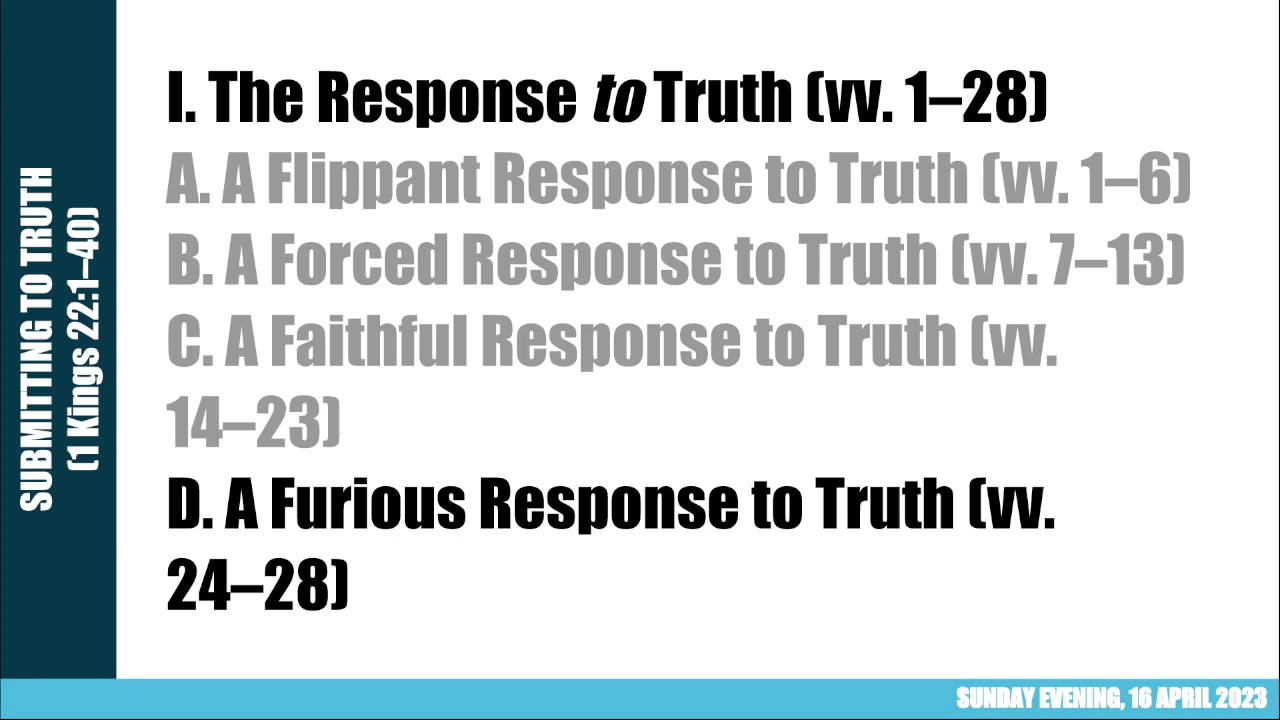 SUBMITTING TO TRUTH
(1 Kings 22:1–40)
I. The Response to Truth (vv. 1–28)
A. A Flippant Response to Truth (vv. 1–6)
B. A Forced Response to Truth (vv. 7–13)
C. A Faithful Response to Truth (vv.
14–23)
D. A Furious Response to Truth (vv.
24–28)
SUNDAY EVENING, 16 APRIL 2023